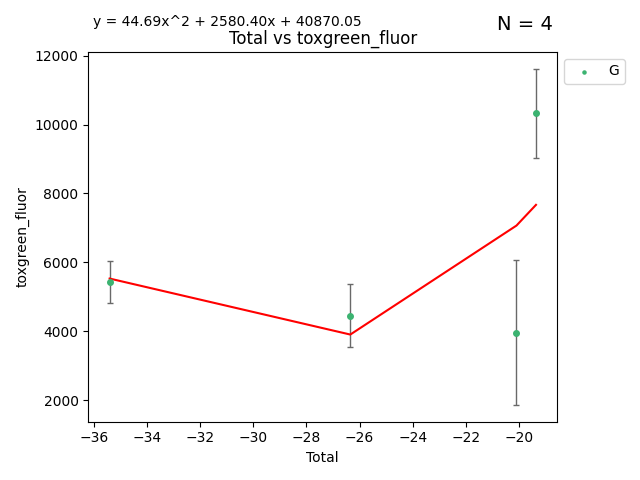 y = 44.69x^2 + 2580.40x + 40870.05
N = 4
Total vs toxgreen_fluor
G
12000
10000
8000
6000
4000
2000
toxgreen_fluor
−36 −34 −32 −30 −28 −26 −24 −22 −20
Total